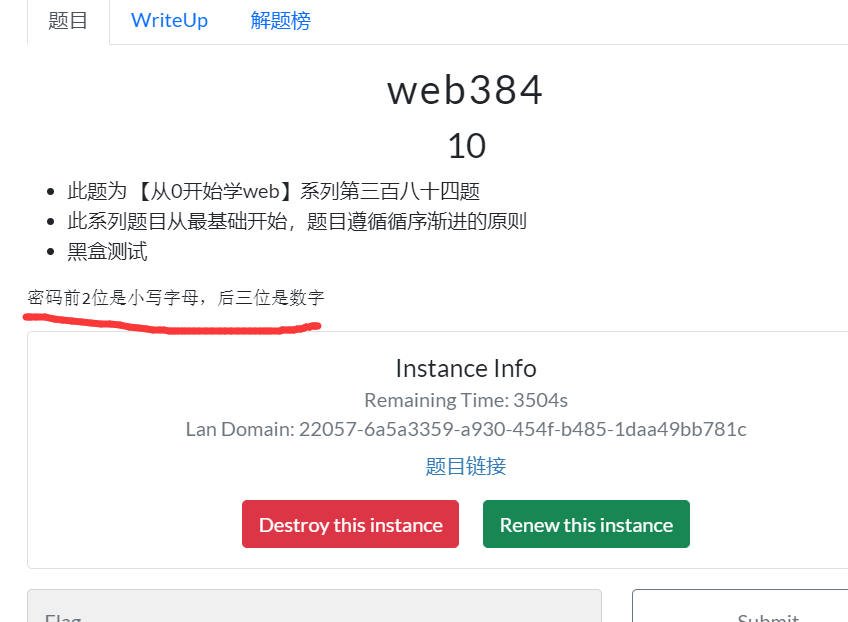 题目 WriteUp 解题榜
web384
10
此题为 【从0开始学web】系列第三百八十四题
此系列题目从最基础开始，题目遵循循序渐进的原则
黑盒测试
密码前2位是小写字母，后三位是数字
Instance Info
Remaining Time: 3504s
Lan Domain: 22057-6a5a3359-a930-454f-b485-1daa49bb781c
题目链接
Destroy this instance Renew this instance
Flag Submit